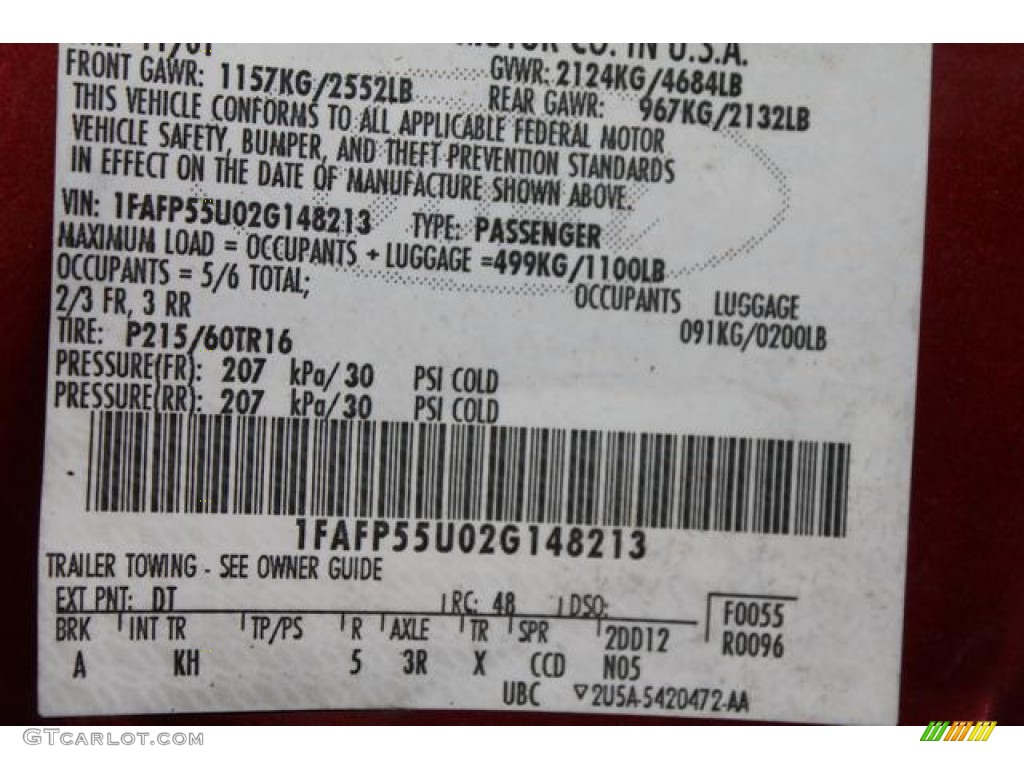 11/01 MOTOR CO. IN U.S.A.
FRONT GAWR: 1157KG/2552LB GVWR: 2124KG/4684LB
REAR GAWR: 967KG/2132LB
THIS VEHICLE CONFORMS TO ALL APPLICABLE FEDERAL MOTOR
VEHICLE SAFETY, BUMPER, AND THEFT PREVENTION STANDARDS
IN EFFECT ON THE DATE OF MANUFACTURE SHOWN ABOVE.
VIN: 1FAFP55U02G148213 TYPE: PASSENGER
MAXIMUM LOAD = OCCUPANTS + LUGGAGE =499KG/1100LB
OCCUPANTS = 5/6 TOTAL; OCCUPANTS LUGGAGE
2/3 FR, 3 RR 091KG/0200LB
TIRE: P215/60TR16
PRESSURE(FR): 207 kPa/ 30 PSI COLD
PRESSURE(RR): 207 kPa/ 30 PSI COLD
1FAFP55U02G148213
TRAILER TOWING - SEE OWNER GUIDE
EXT PNT: DT RC: 48 DSO: F0055
BRK INT TR TP/PS R AXLE TR SPR 2DD12 R0096
A KH 5 3R X CCD N05
UBC ▽2U5A-5420472-AA
GTcarlot.com